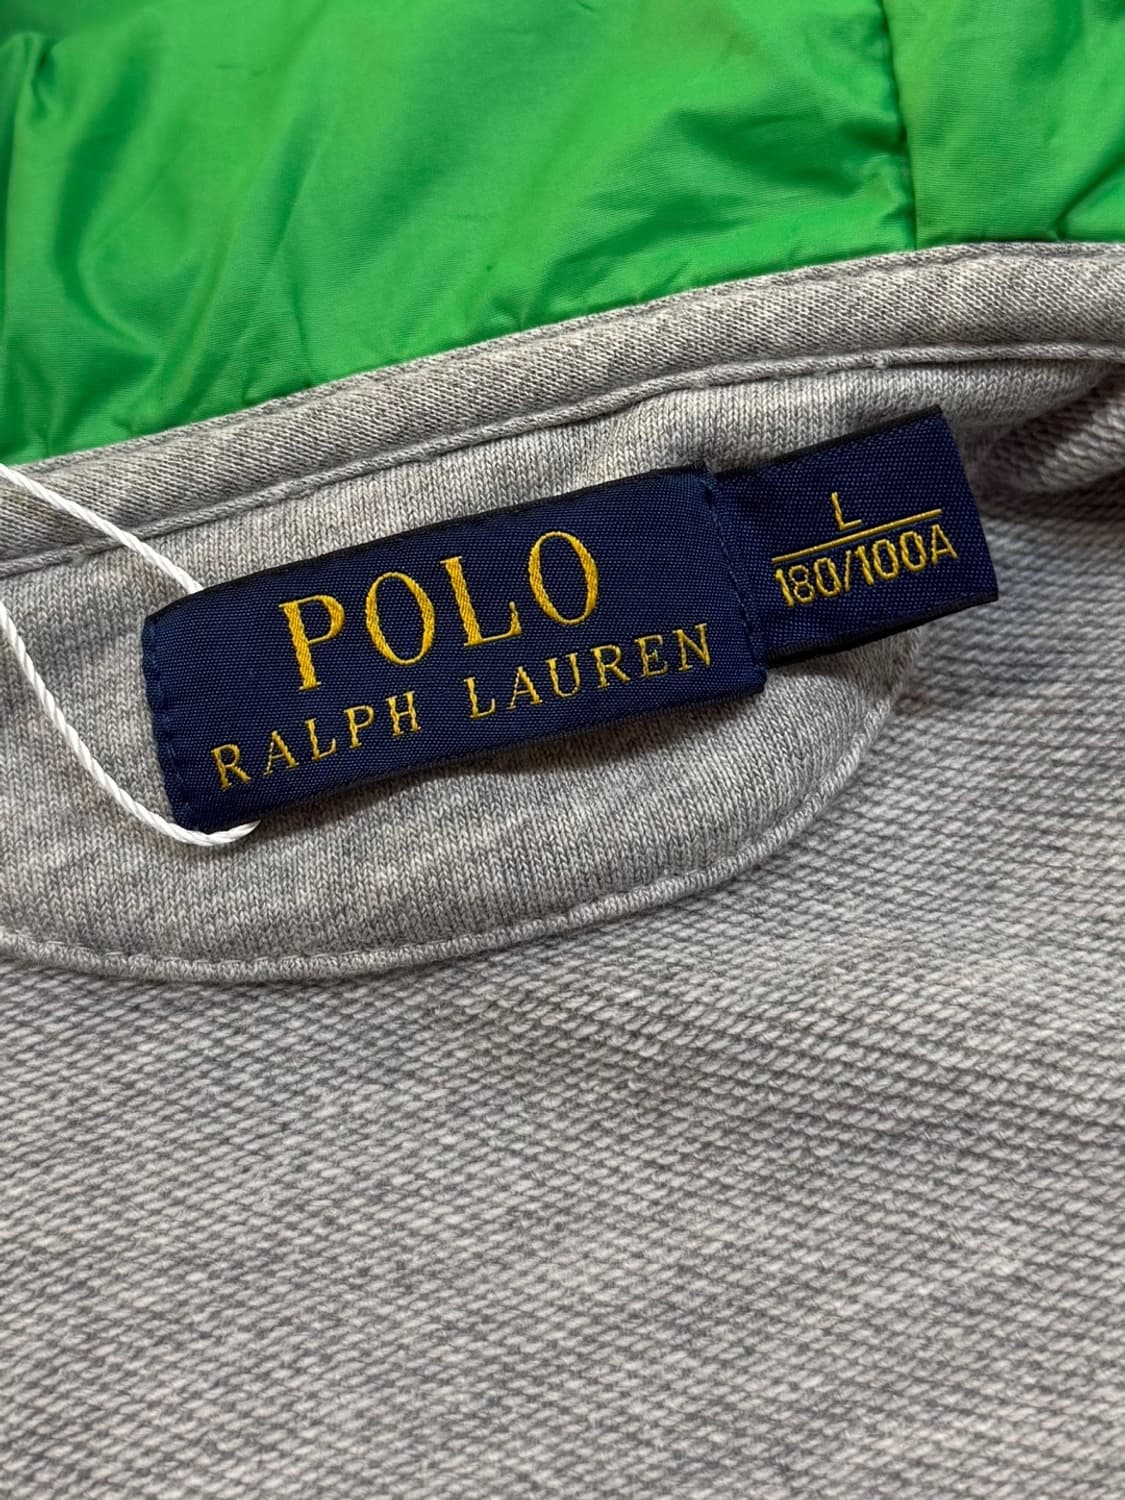 POLO
RALPH LAUREN
L
180/100A